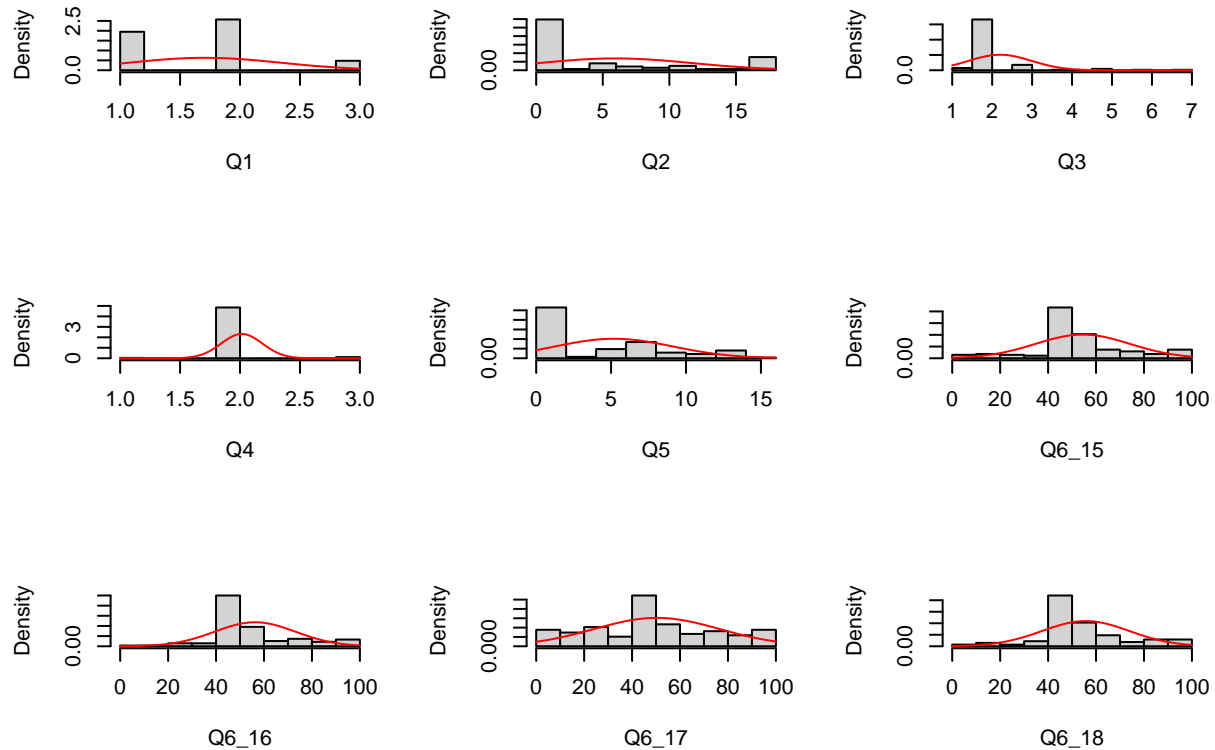 Density 2.5 0.0
1.0 1.5 2.0 2.5 3.0
Q1
Density 0.00
0 5 10 15
Q2
Density 0.0
1 2 3 4 5 6 7
Q3
Density 3 0
1.0 1.5 2.0 2.5 3.0
Q4
Density 0.00
0 5 10 15
Q5
Density 0.00
0 20 40 60 80 100
Q6_15
Density 0.00
0 20 40 60 80 100
Q6_16
Density 0.000
0 20 40 60 80 100
Q6_17
Density 0.00
0 20 40 60 80 100
Q6_18